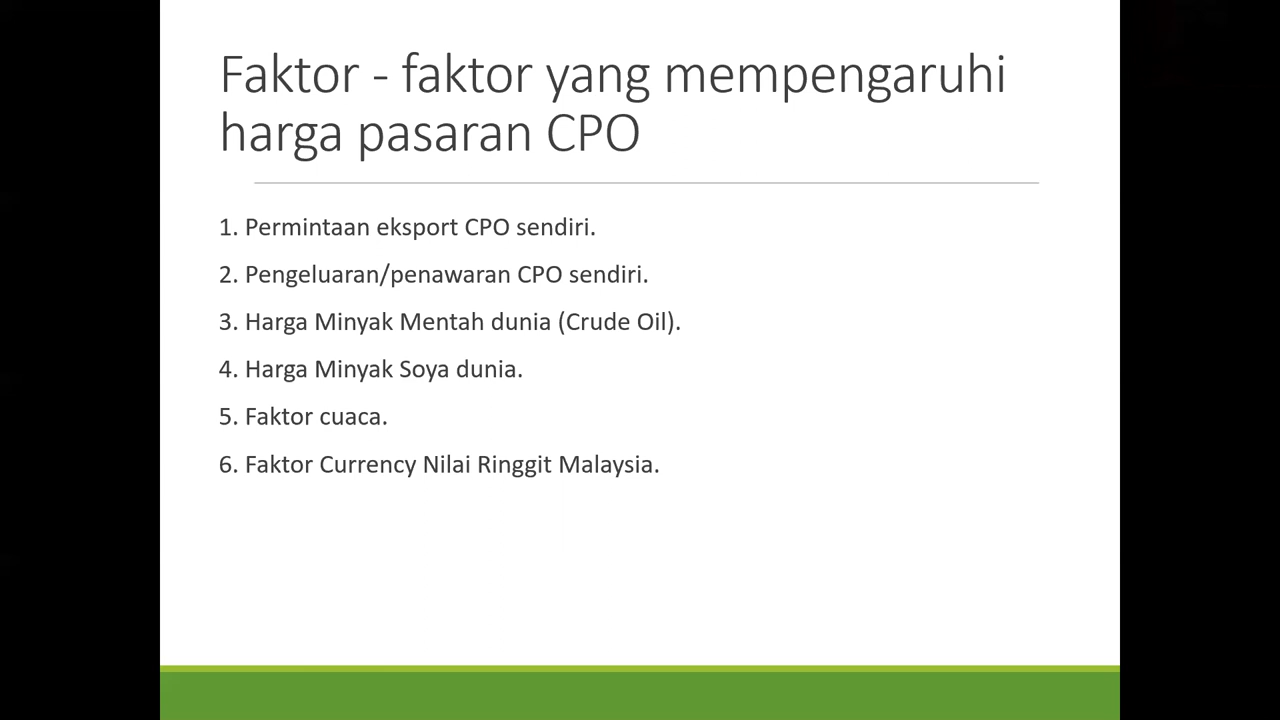 Faktor - faktor yang mempengaruhi
harga pasaran CPO
1. Permintaan eksport CPO sendiri.
2. Pengeluaran/penawaran CPO sendiri.
3. Harga Minyak Mentah dunia (Crude Oil).
4. Harga Minyak Soya dunia.
5. Faktor cuaca.
6. Faktor Currency Nilai Ringgit Malaysia.